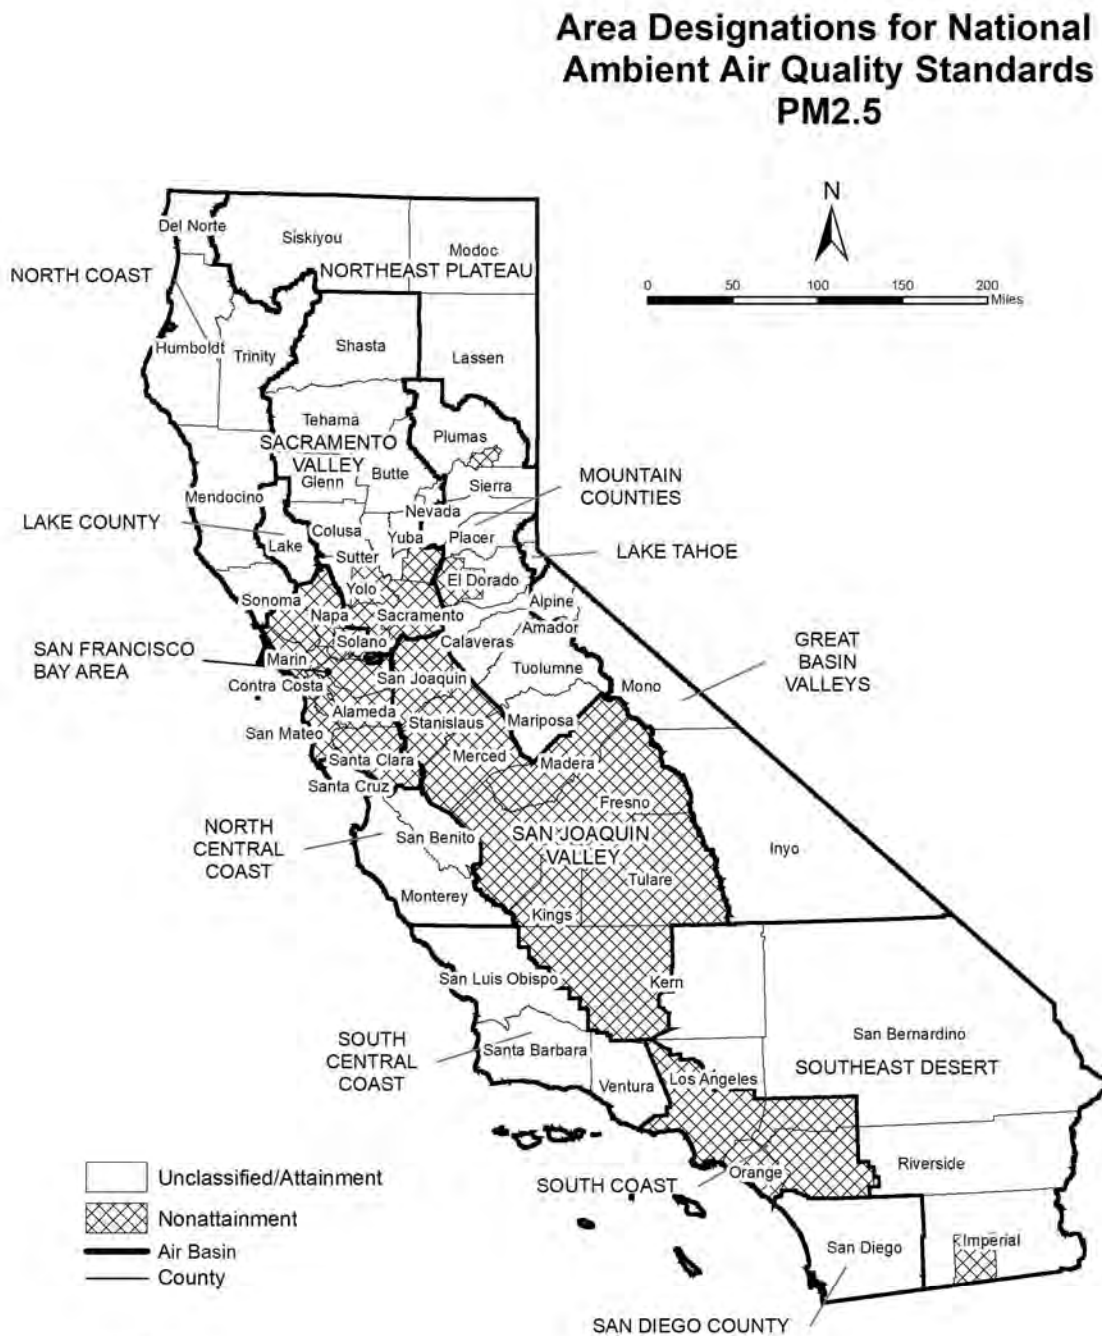 Area Designations for National
Ambient Air Quality Standards
PM2.5
N
0 50 100 150 200
Miles
Del Norte
Siskiyou
Modoc
NORTH COAST
NORTHEAST PLATEAU
Humboldt
Trinity
Shasta
Lassen
Tehama
Plumas
SACRAMENTO
VALLEY
Butte
Glenn
Sierra
MOUNTAIN
COUNTIES
Mendocino
Nevada
LAKE COUNTY
Colusa
Yuba
Placer
Lake
Sutter
LAKE TAHOE
Yolo
El Dorado
Sonoma
Napa
Sacramento
Alpine
Amador
Solano
Calaveras
SAN FRANCISCO
BAY AREA
Marin
Tuolumne
GREAT
BASIN
VALLEYS
San Joaquin
Contra Costa
Mono
Alameda
Stanislaus
Mariposa
San Mateo
Santa Clara
Merced
Madera
Santa Cruz
Fresno
NORTH
CENTRAL
COAST
San Benito
SAN JOAQUIN
VALLEY
Inyo
Tulare
Monterey
Kings
San Luis Obispo
Kern
San Bernardino
SOUTH
CENTRAL
COAST
Santa Barbara
SOUTHEAST DESERT
Ventura
Los Angeles
Riverside
Orange
SOUTH COAST
Unclassified/Attainment
Nonattainment
Air Basin
County
San Diego
Imperial
SAN DIEGO COUNTY